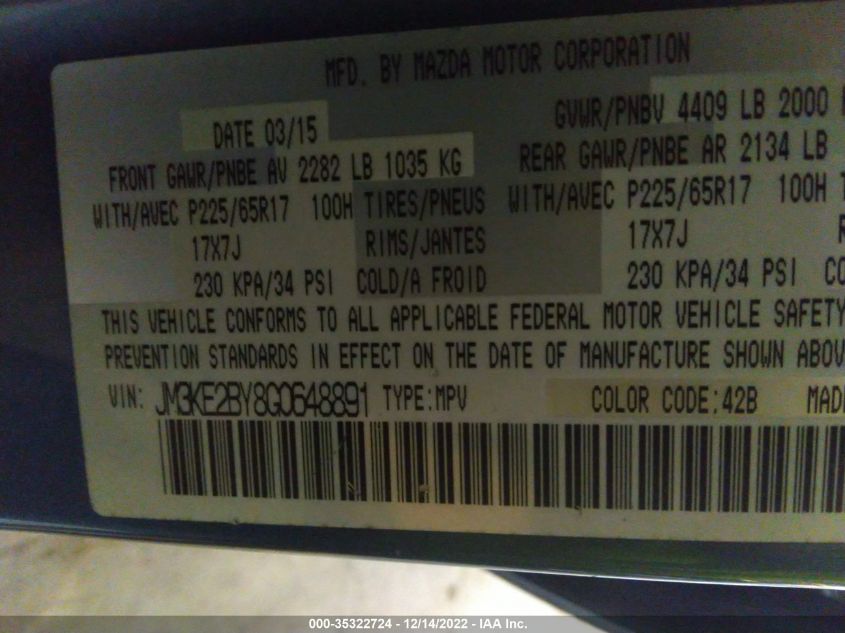 MFD. BY MAZDA MOTOR CORPORATION
DATE 03/15 GVWR/PNBV 4409 LB 2000
FRONT GAWR/PNBE AV 2282 LB 1035 KG REAR GAWR/PNBE AR 2134 LB
WITH/AVEC P225/65R17 100H TIRES/PNEUS WITH/AVEC P225/65R17 100H T
17X7J RIMS/JANTES 17X7J R
230 KPA/34 PSI COLD/A FROID 230 KPA/34 PSI CO
THIS VEHICLE CONFORMS TO ALL APPLICABLE FEDERAL MOTOR VEHICLE SAFETY
PREVENTION STANDARDS IN EFFECT ON THE DATE OF MANUFACTURE SHOWN ABOV
VIN: JM3KE2BY8G0648891 TYPE:MPV COLOR CODE:42B MAD
000-35322724 - 12/14/2022 - IAA Inc.